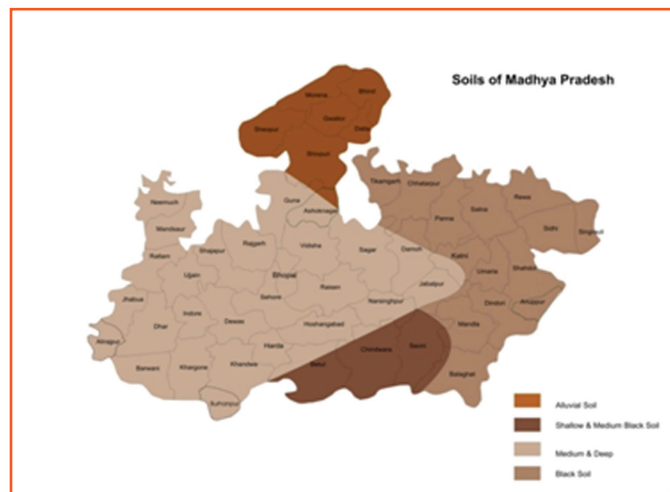 Soils of Madhya Pradesh
Morena
Bhind
Gwalior
Sheopur
Datia
Shivpuri
Tikamgarh
Chhatarpur
Rewa
Neemuch
Guna
Ashoknagar
Panna
Satna
Sidhi
Singrauli
Mandsaur
Rajgarh
Vidisha
Sagar
Damoh
Katni
Ratlam
Shajapur
Ujjain
Bhopal
Umaria
Shahdol
Jhabua
Sehore
Raisen
Jabalpur
Narsinghpur
Dindori
Anuppur
Indore
Dhar
Dewas
Hoshangabad
Mandla
Alirajpur
Harda
Seoni
Chhindwara
Barwani
Khargone
Khandwa
Betul
Balaghat
Burhanpur
Alluvial Soil
Shallow & Medium Black Soil
Medium & Deep
Black Soil